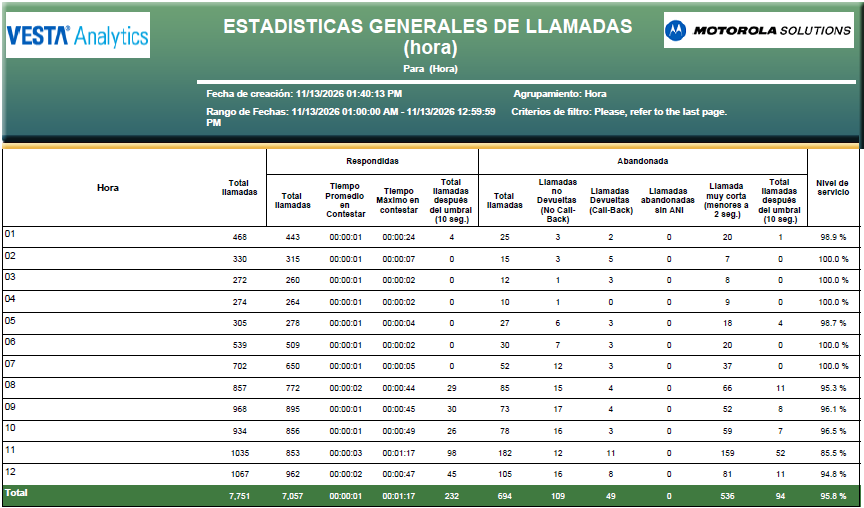 VESTA Analytics
ESTADISTICAS GENERALES DE LLAMADAS
(hora)
Para (Hora)
MOTOROLA SOLUTIONS
Fecha de creación: 11/13/2026 01:40:13 PM
Agrupamiento: Hora
Rango de Fechas: 11/13/2026 01:00:00 AM - 11/13/2026 12:59:59
PM
Criterios de filtro: Please, refer to the last page.
Respondidas Abandonada
Hora Total llamadas Total llamadas Tiempo Promedio en Contestar Tiempo Máximo en contestar Total llamadas después del umbral (10 seg.) Total llamadas Llamadas no Devueltas (No Call-Back) Llamadas Devueltas (Call-Back) Llamadas abandonadas sin ANI Llamada muy corta (menores a 2 seg.) Total llamadas después del umbral (10 seg.) Nivel de servicio
01 468 443 00:00:01 00:00:24 4 25 3 2 0 20 1 98.9 %
02 330 315 00:00:01 00:00:07 0 15 3 5 0 7 0 100.0 %
03 272 260 00:00:01 00:00:02 0 12 1 3 0 8 0 100.0 %
04 274 264 00:00:01 00:00:02 0 10 1 0 0 9 0 100.0 %
05 305 278 00:00:01 00:00:04 0 27 6 3 0 18 4 98.7 %
06 539 509 00:00:01 00:00:02 0 30 7 3 0 20 0 100.0 %
07 702 650 00:00:01 00:00:05 0 52 12 3 0 37 0 100.0 %
08 857 772 00:00:02 00:00:44 29 85 15 4 0 66 11 95.3 %
09 968 895 00:00:01 00:00:45 30 73 17 4 0 52 8 96.1 %
10 934 856 00:00:01 00:00:49 26 78 16 3 0 59 7 96.5 %
11 1035 853 00:00:03 00:01:17 98 182 12 11 0 159 52 85.5 %
12 1067 962 00:00:02 00:00:47 45 105 16 8 0 81 11 94.8 %
Total 7,751 7,057 00:00:01 00:01:17 232 694 109 49 0 536 94 95.8 %